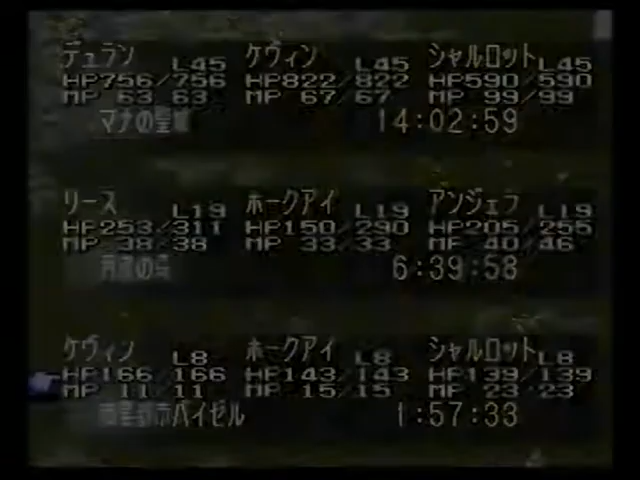 デュラン L45 ケヴィン L45 シャルロット L45
HP756/756 HP822/822 HP590/590
MP 63/63 MP 67/67 MP 99/99
マナの聖域 14:02:59
リース L19 ホークアイ L19 アンジェラ L19
HP253/311 HP150/290 HP205/255
MP 38/38 MP 33/33 MP 40/46
6:39:58
ケヴィン L8 ホークアイ L8 シャルロット L8
HP166/166 HP143/143 HP139/139
MP 11/11 MP 15/15 MP 23/23
バイゼル 1:57:33